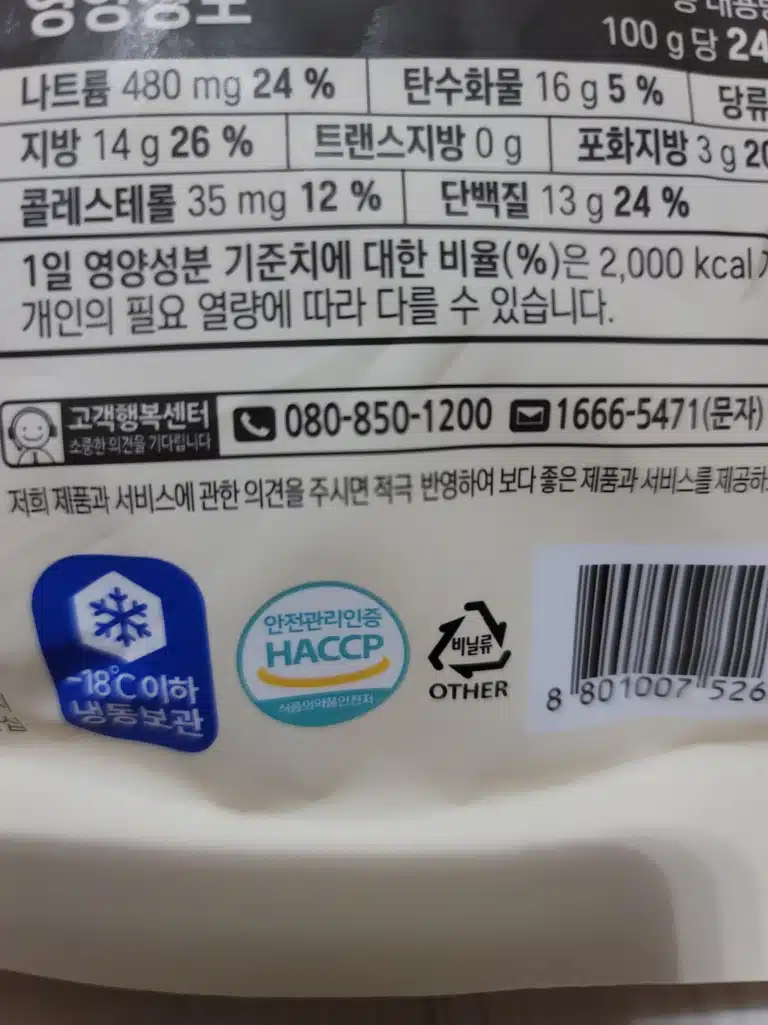 영양정보
100 g당 24
나트륨 480 mg 24 % 탄수화물 16 g 5 % 당류
지방 14 g 26 % 트랜스지방 0 g 포화지방 3 g 20
콜레스테롤 35 mg 12 % 단백질 13 g 24 %
1일 영양성분 기준치에 대한 비율(%)은 2,000 kcal
개인의 필요 열량에 따라 다를 수 있습니다.
고객행복센터 080-850-1200 1666-5471(문자)
소중한 의견을 기다립니다
저희 제품과 서비스에 관한 의견을 주시면 적극 반영하여 보다 좋은 제품과 서비스를 제공하
-18℃ 이하
냉동보관
안전관리인증
HACCP
식품의약품안전처
비닐류
OTHER
8 801007 526